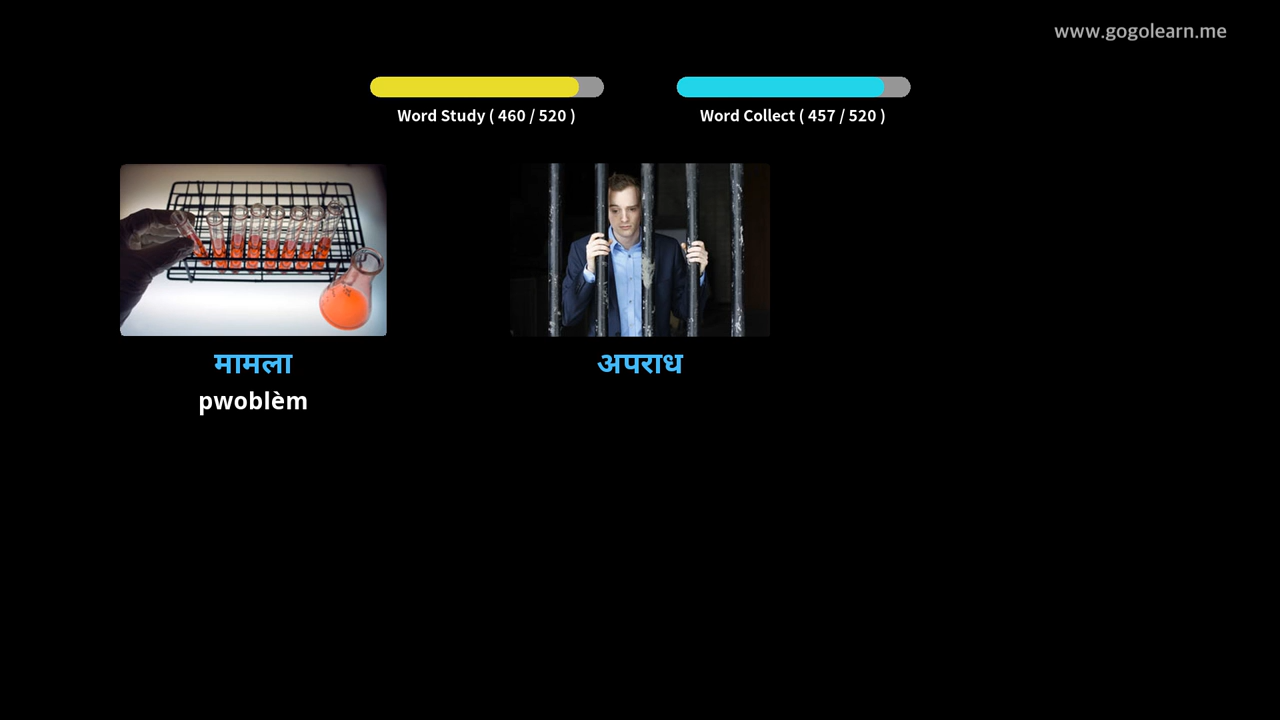 www.gogolearn.me
Word Study ( 460 / 520 )
Word Collect ( 457 / 520 )
मामला
अपराध
pwoblèm